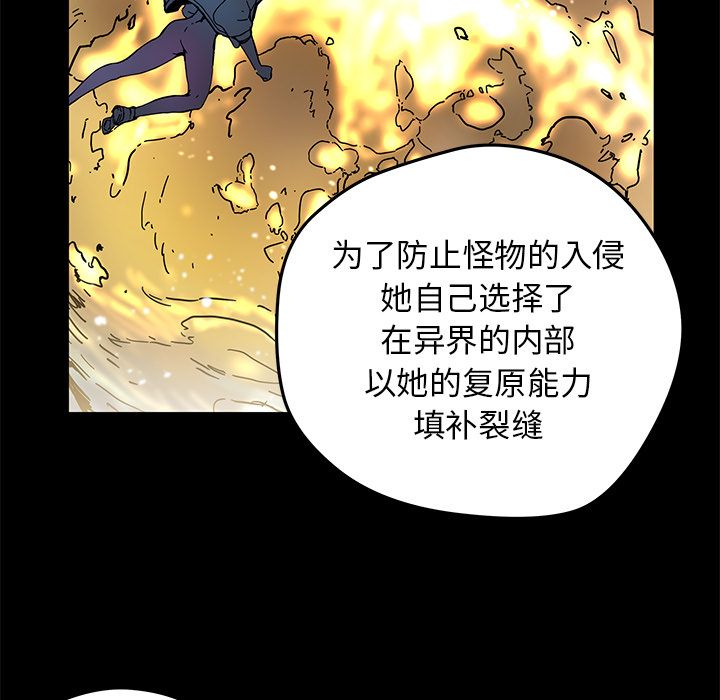 为了防止怪物的入侵
她自己选择了
在异界的内部
以她的复原能力
填补裂缝